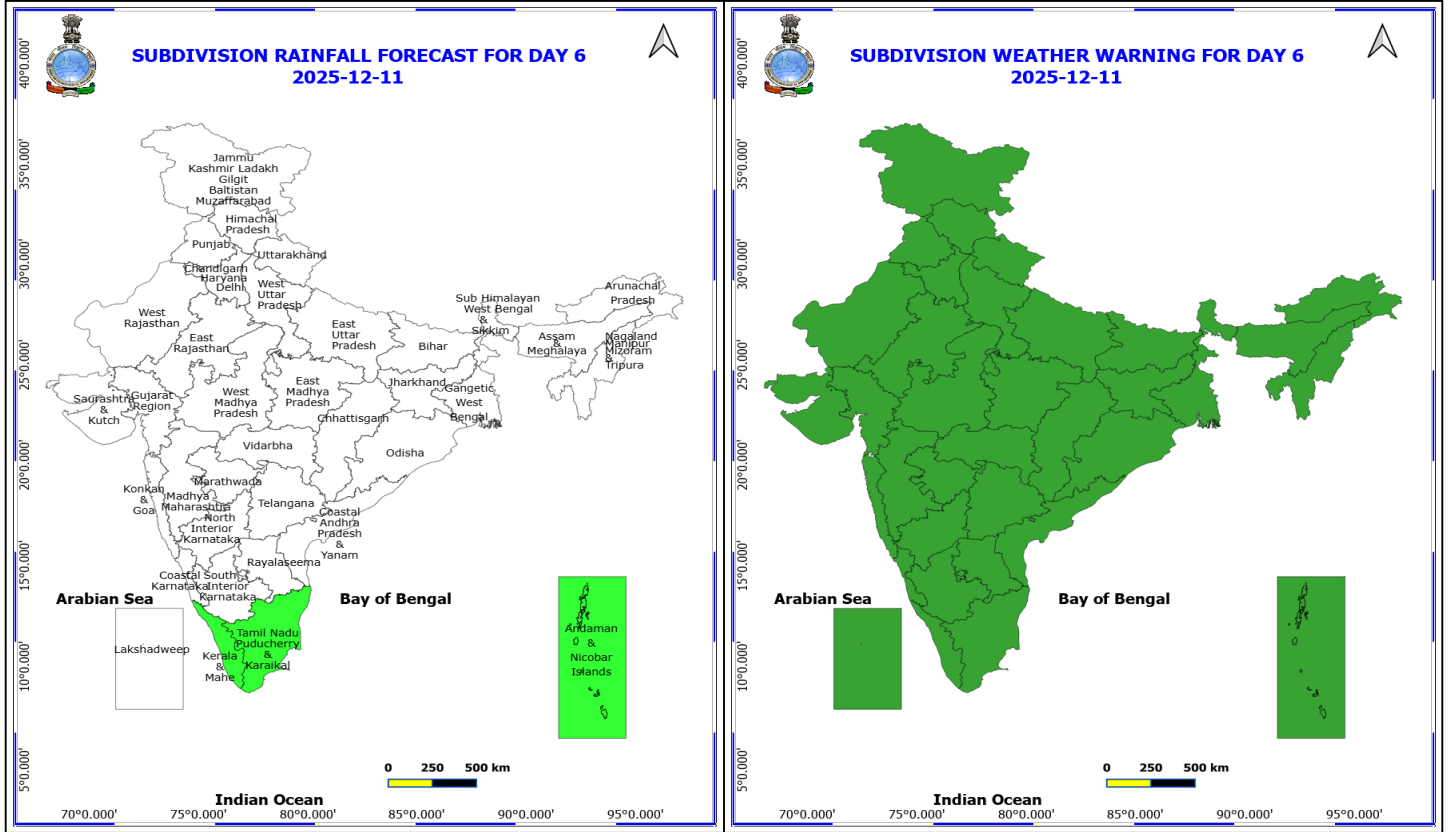 SUBDIVISION RAINFALL FORECAST FOR DAY 6
2025-12-11
40°0.000'
35°0.000'
30°0.000'
25°0.000'
20°0.000'
15°0.000'
10°0.000'
5°0.000'
Jammu
Kashmir Ladakh
Gilgit
Baltistan
Muzaffarabad
Himachal
Pradesh
Punjab
Uttarakhand
Chandigarh
Haryana
Delhi
West
Uttar
Pradesh
West
Rajasthan
East
Rajasthan
East
Uttar
Pradesh
Bihar
Sub Himalayan
West Bengal
&
Sikkim
Arunachal
Pradesh
Assam
&
Meghalaya
Nagaland
Manipur
Mizoram
&
Tripura
Saurashtra
&
Kutch
Gujarat
Region
West
Madhya
Pradesh
East
Madhya
Pradesh
Jharkhand
Gangetic
West
Bengal
Chhattisgarh
Vidarbha
Odisha
Konkan
&
Goa
Madhya
Maharashtra
Marathwada
Telangana
North
Interior
Karnataka
Coastal
Andhra
Pradesh
&
Yanam
Rayalaseema
Coastal
Karnataka
South
Interior
Karnataka
Arabian Sea
Bay of Bengal
Lakshadweep
Kerala
&
Mahe
Tamil Nadu
Puducherry
&
Karaikal
Andaman
&
Nicobar
Islands
0 250 500 km
Indian Ocean
70°0.000' 75°0.000' 80°0.000' 85°0.000' 90°0.000' 95°0.000'
SUBDIVISION WEATHER WARNING FOR DAY 6
2025-12-11
40°0.000'
35°0.000'
30°0.000'
25°0.000'
20°0.000'
15°0.000'
10°0.000'
5°0.000'
Arabian Sea
Bay of Bengal
0 250 500 km
Indian Ocean
70°0.000' 75°0.000' 80°0.000' 85°0.000' 90°0.000' 95°0.000'